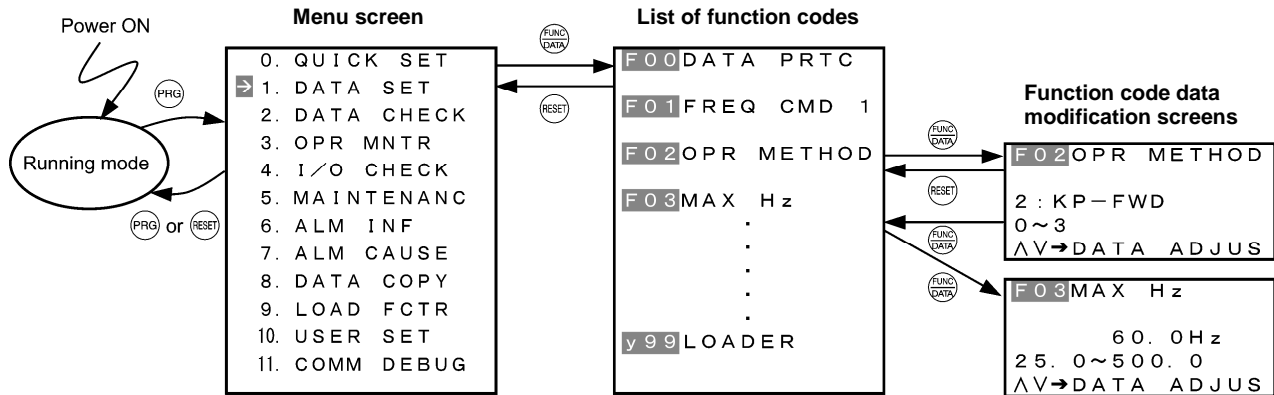 Power ON
PRG
Running mode
PRG or RESET
Menu screen
0. QUICK SET
→ 1. DATA SET
2. DATA CHECK
3. OPR MNTR
4. I/O CHECK
5. MAINTENANC
6. ALM INF
7. ALM CAUSE
8. DATA COPY
9. LOAD FCTR
10. USER SET
11. COMM DEBUG
FUNC
DATA
RESET
List of function codes
F00 DATA PRTC
F01 FREQ CMD 1
F02 OPR METHOD
F03 MAX Hz
y99 LOADER
FUNC
DATA
RESET
FUNC
DATA
FUNC
DATA
Function code data
modification screens
F02 OPR METHOD
2:KP-FWD
0~3
∧∨→DATA ADJUS
F03 MAX Hz
60.0Hz
25.0~500.0
∧∨→DATA ADJUS